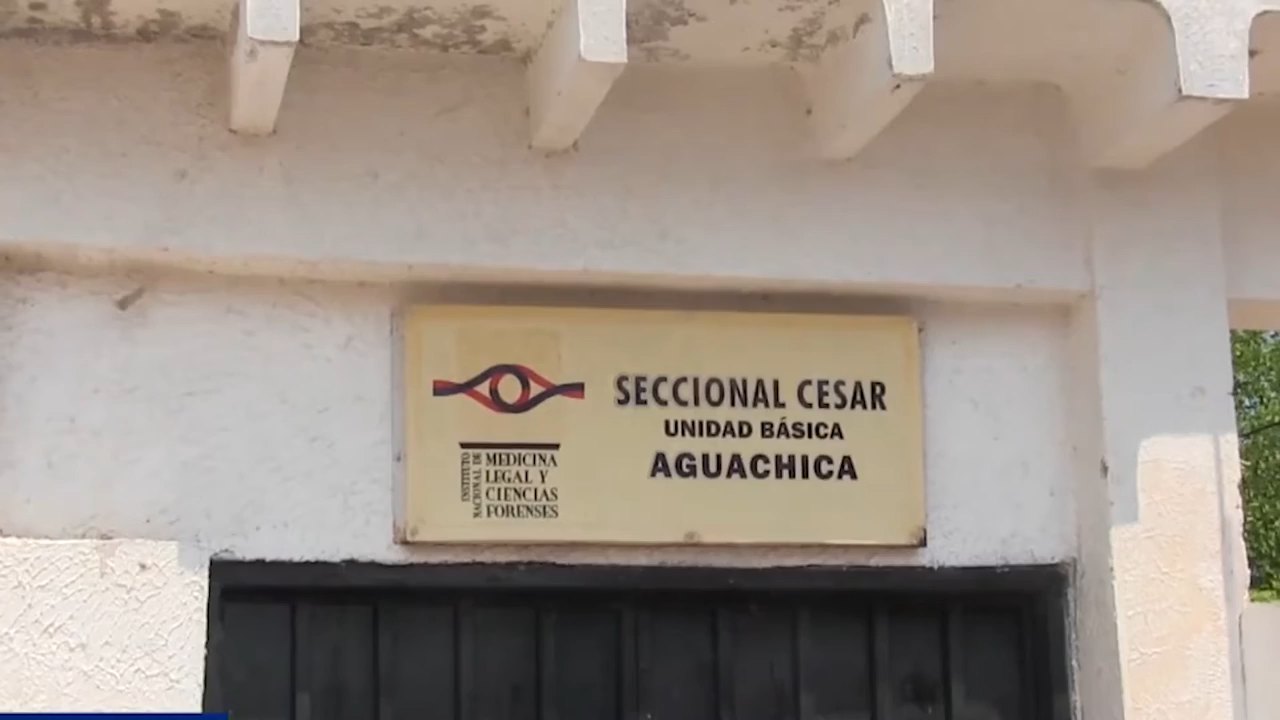 SECCIONAL CESAR
UNIDAD BÁSICA
AGUACHICA
INSTITUTO
NACIONAL DE
MEDICINA
LEGAL Y
CIENCIAS
FORENSES